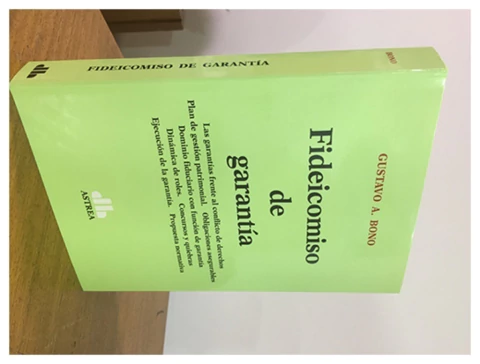 GUSTAVO A. BONO
Fideicomiso
de
garantía
Las garantías frente al conflicto de derechos
Plan de gestión patrimonial. Obligaciones asegurables
Dominio fiduciario con función de garantía
Dinámica de roles. Concursos y quiebras
Ejecución de la garantía. Propuesta normativa
ASTREA
BONO
FIDEICOMISO DE GARANTÍA